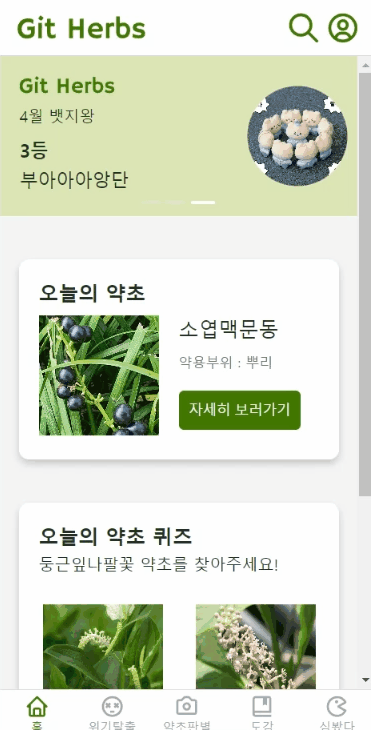 Git Herbs
Git Herbs
4월 뱃지왕
3등
부아아아앙단
오늘의 약초
소엽맥문동
약용부위 : 뿌리
자세히 보러가기
오늘의 약초 퀴즈
둥근잎나팔꽃 약초를 찾아주세요!
홈
위기탈출
약초판별
도감
심봤다